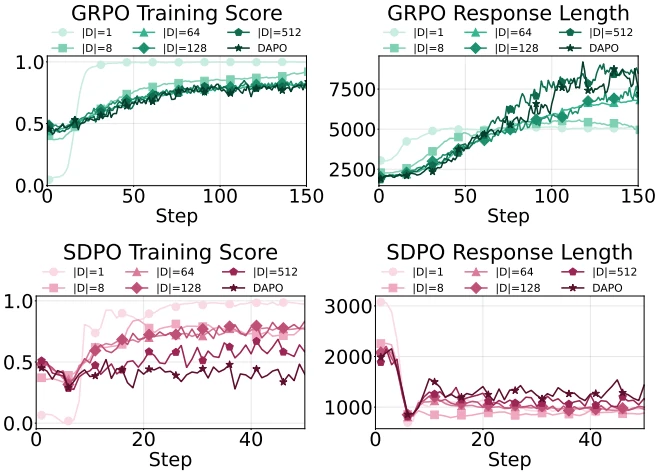 GRPO Training Score
|D|=1 |D|=64 |D|=512
|D|=8 |D|=128 DAPO
1.0
0.5
0.0
0 50 100 150
Step
GRPO Response Length
|D|=1 |D|=64 |D|=512
|D|=8 |D|=128 DAPO
7500
5000
2500
0 50 100 150
Step
SDPO Training Score
|D|=1 |D|=64 |D|=512
|D|=8 |D|=128 DAPO
1.0
0.5
0.0
0 20 40
Step
SDPO Response Length
|D|=1 |D|=64 |D|=512
|D|=8 |D|=128 DAPO
3000
2000
1000
0 20 40
Step